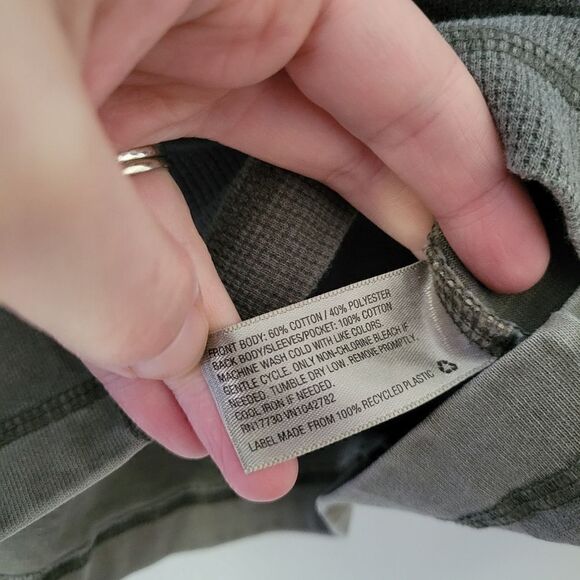 FRONT BODY: 60% COTTON / 40% POLYESTER
BACK BODY/SLEEVES/POCKET: 100% COTTON
MACHINE WASH COLD WITH LIKE COLORS.
GENTLE CYCLE. ONLY NON-CHLORINE BLEACH IF
NEEDED. TUMBLE DRY LOW. REMOVE PROMPTLY.
COOL IRON IF NEEDED.
RN17730 VN1042782
LABEL MADE FROM 100% RECYCLED PLASTIC